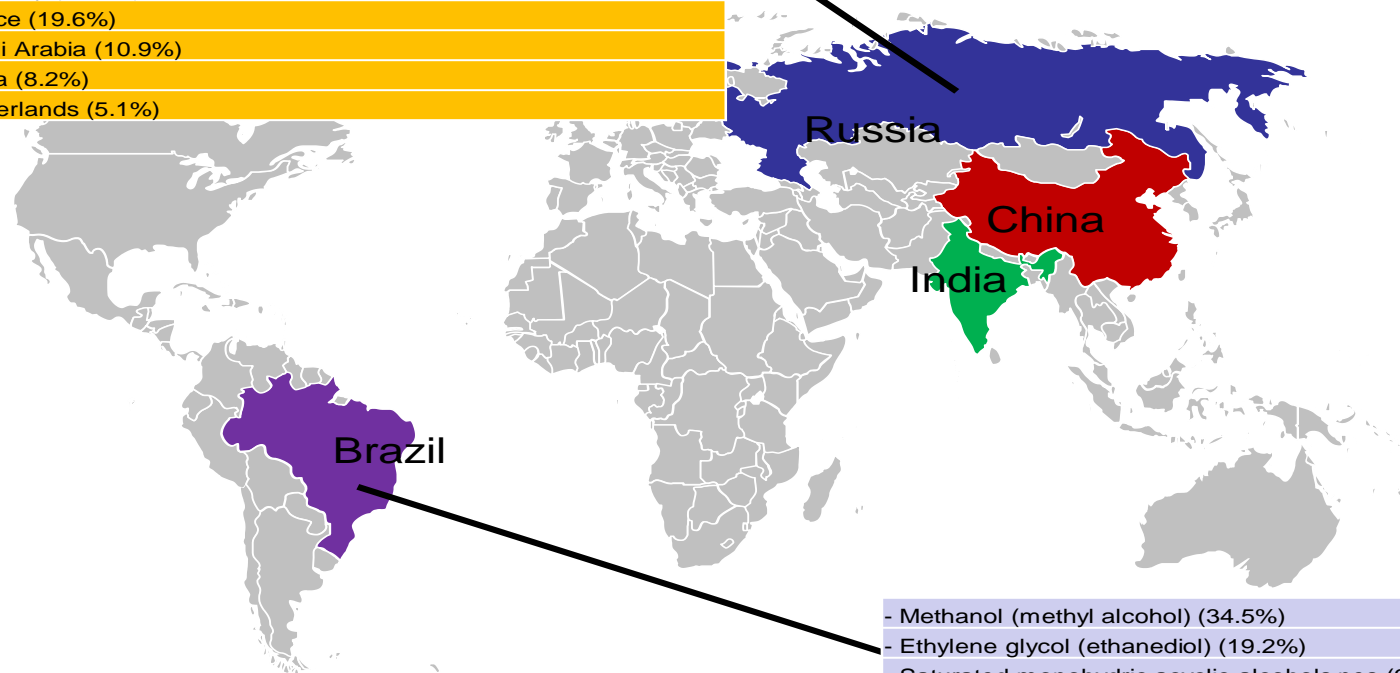 ce (19.6%)
i Arabia (10.9%)
a (8.2%)
erlands (5.1%)
Russia
China
India
Brazil
- Methanol (methyl alcohol) (34.5%)
- Ethylene glycol (ethanediol) (19.2%)